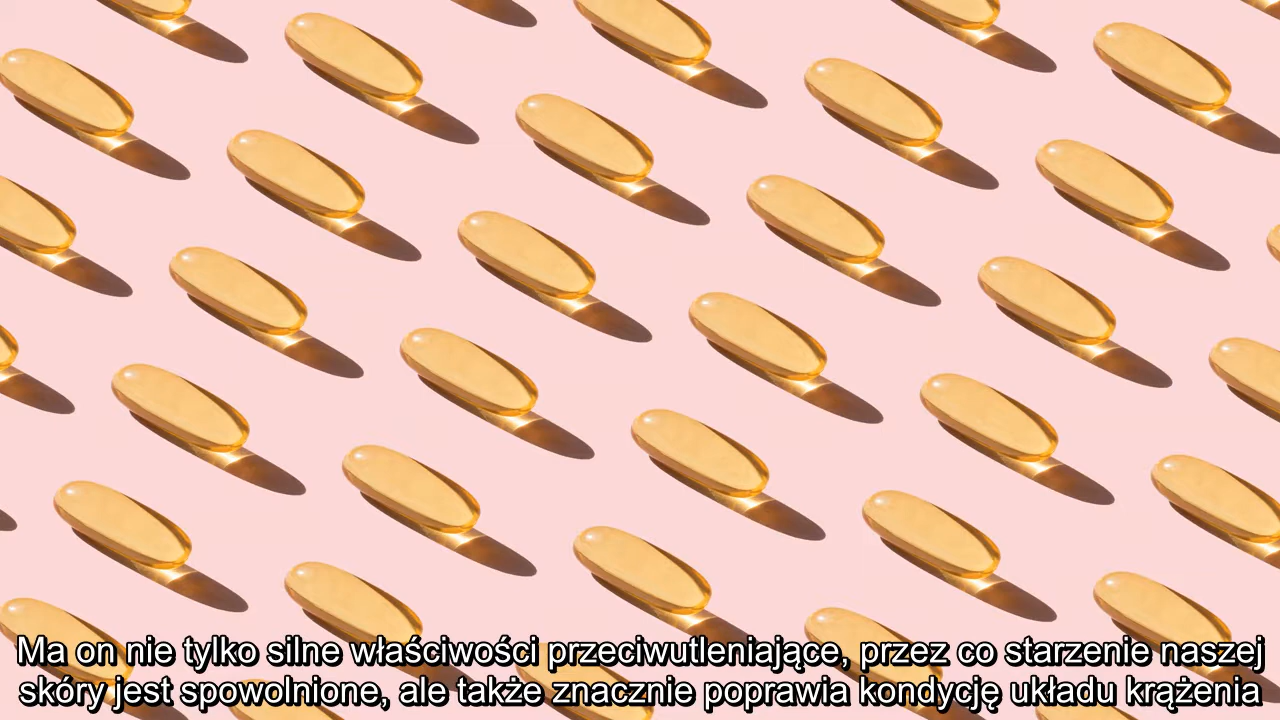 Ma on nie tylko silne właściwości przeciwutleniające, przez co starzenie naszej
skóry jest spowolnione, ale także znacznie poprawia kondycję układu krążenia